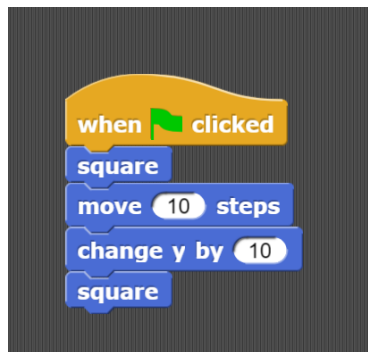 when clicked
square
move 10 steps
change y by 10
square